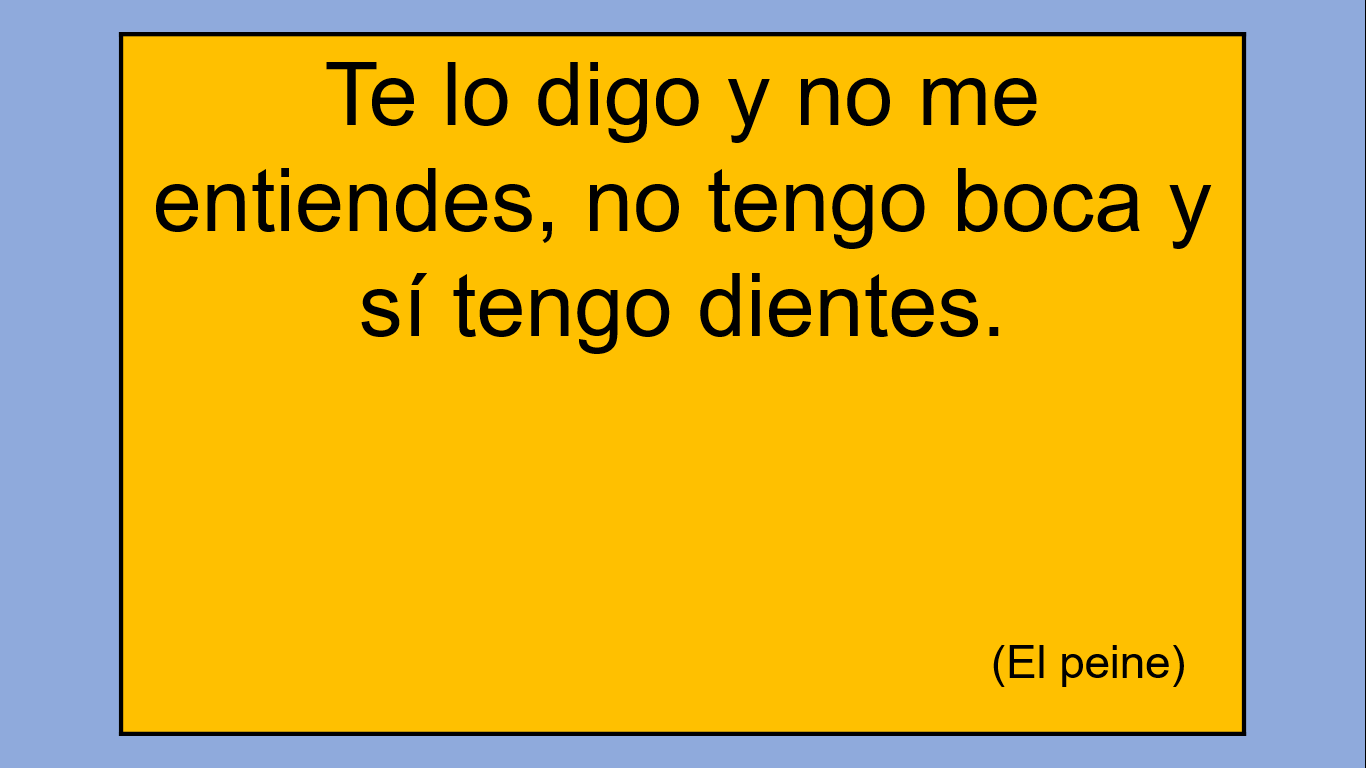 Te lo digo y no me
entiendes, no tengo boca y
sí tengo dientes.
(El peine)